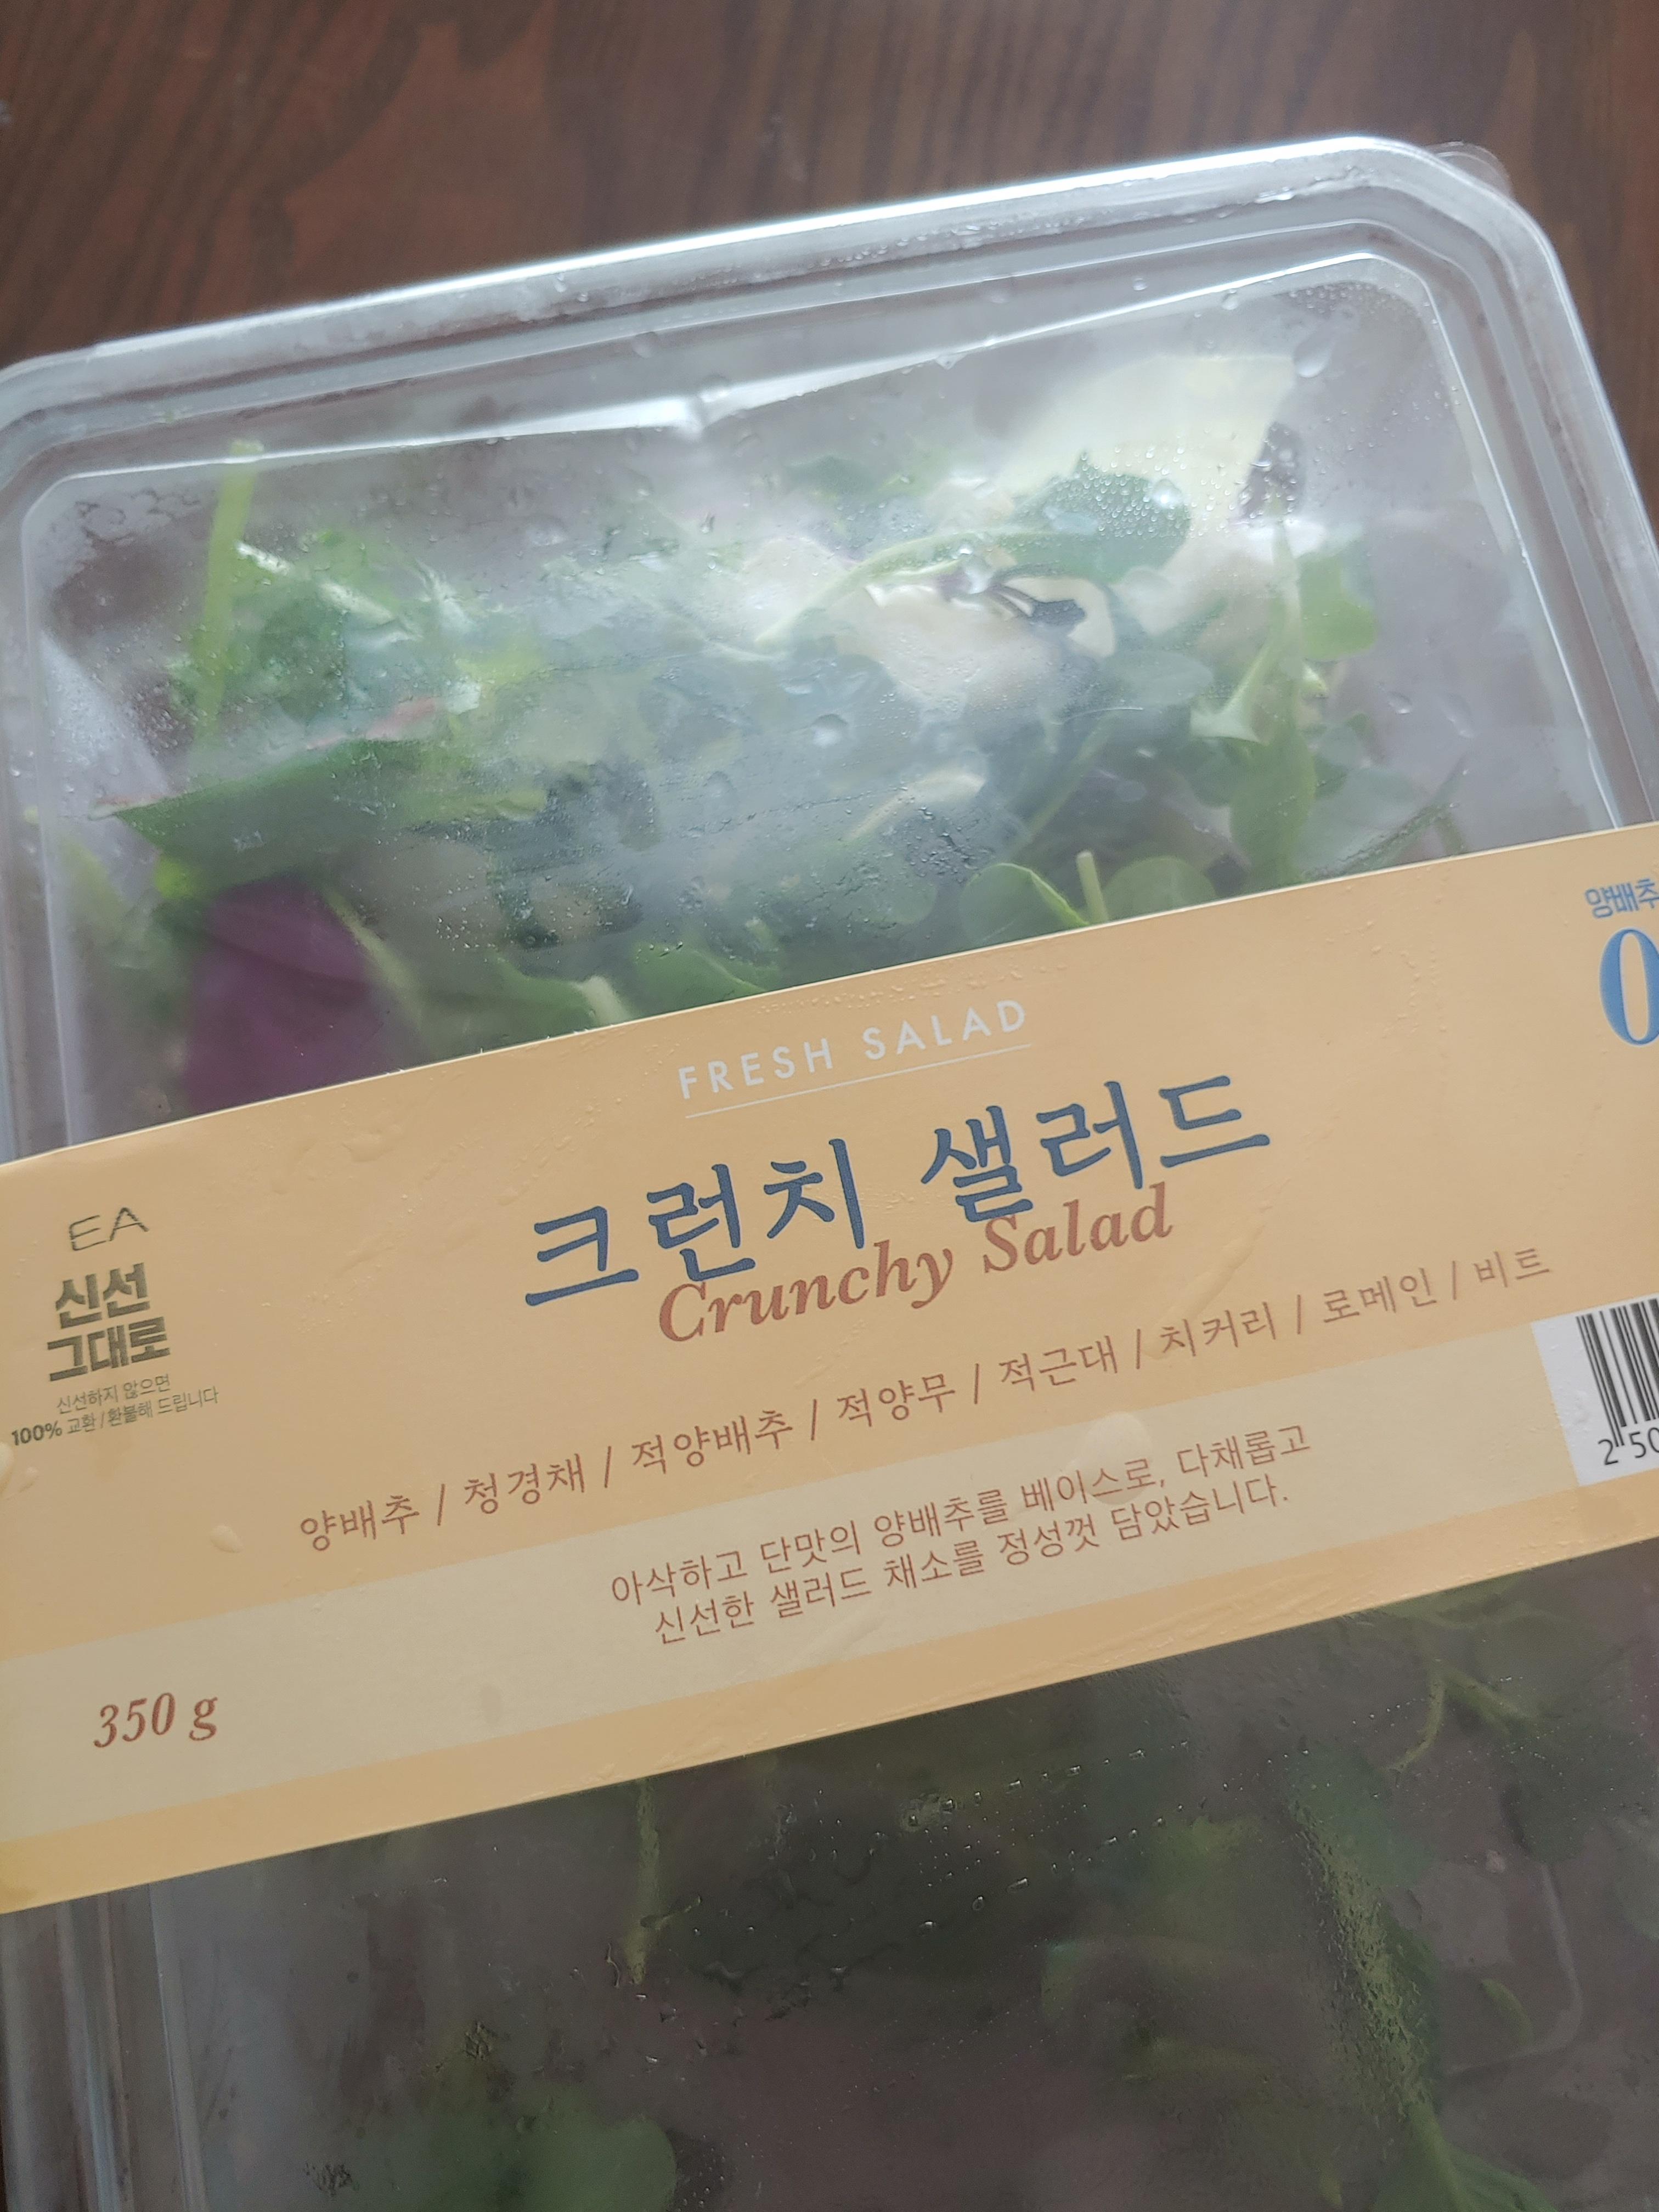 FRESH SALAD
크런치 샐러드
Crunchy Salad
양배추 / 청경채 / 적양배추 / 적양무 / 적근대 / 치커리 / 로메인 / 비트
아삭하고 단맛의 양배추를 베이스로, 다채롭고
신선한 샐러드 채소를 정성껏 담았습니다.
EA
신선
그대로
신선하지 않으면
100% 교환/환불해 드립니다
350 g
양배추
0
2 50